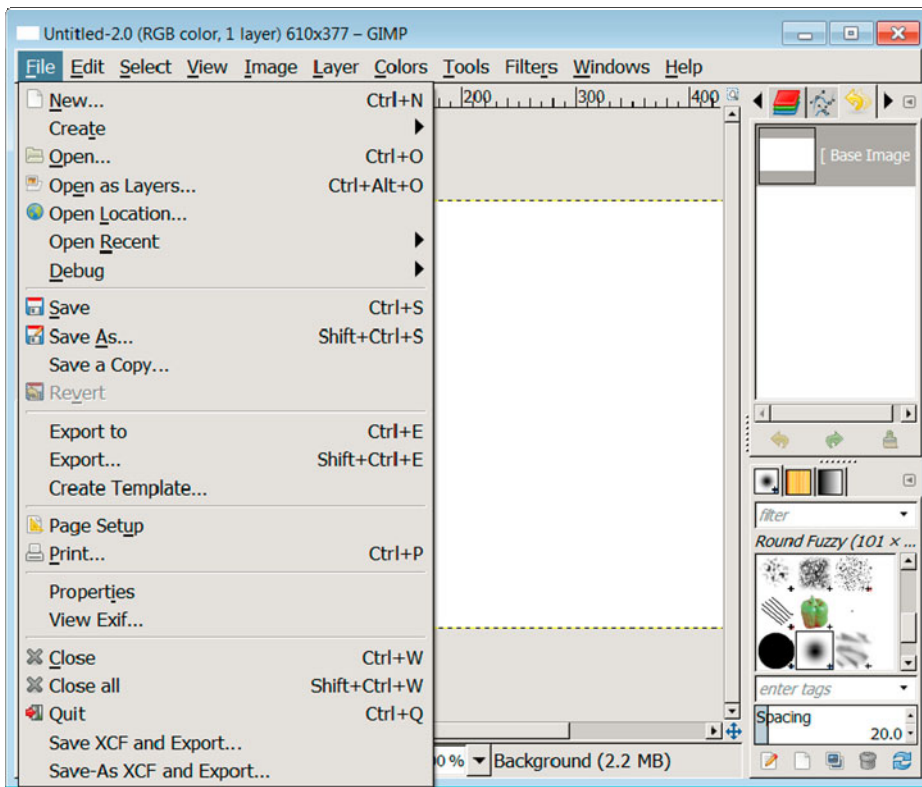 Untitled-2.0 (RGB color, 1 layer) 610x377 – GIMP
File Edit Select View Image Layer Colors Tools Filters Windows Help
New... Ctrl+N
Create
Open... Ctrl+O
Open as Layers... Ctrl+Alt+O
Open Location...
Open Recent
Debug
Save Ctrl+S
Save As... Shift+Ctrl+S
Save a Copy...
Revert
Export to Ctrl+E
Export... Shift+Ctrl+E
Create Template...
Page Setup
Print... Ctrl+P
Properties
View Exif...
Close Ctrl+W
Close all Shift+Ctrl+W
Quit Ctrl+Q
Save XCF and Export...
Save-As XCF and Export...
200 300 400
[ Base Image
filter
Round Fuzzy (101 × ...
enter tags
Spacing
20.0
0 % Background (2.2 MB)